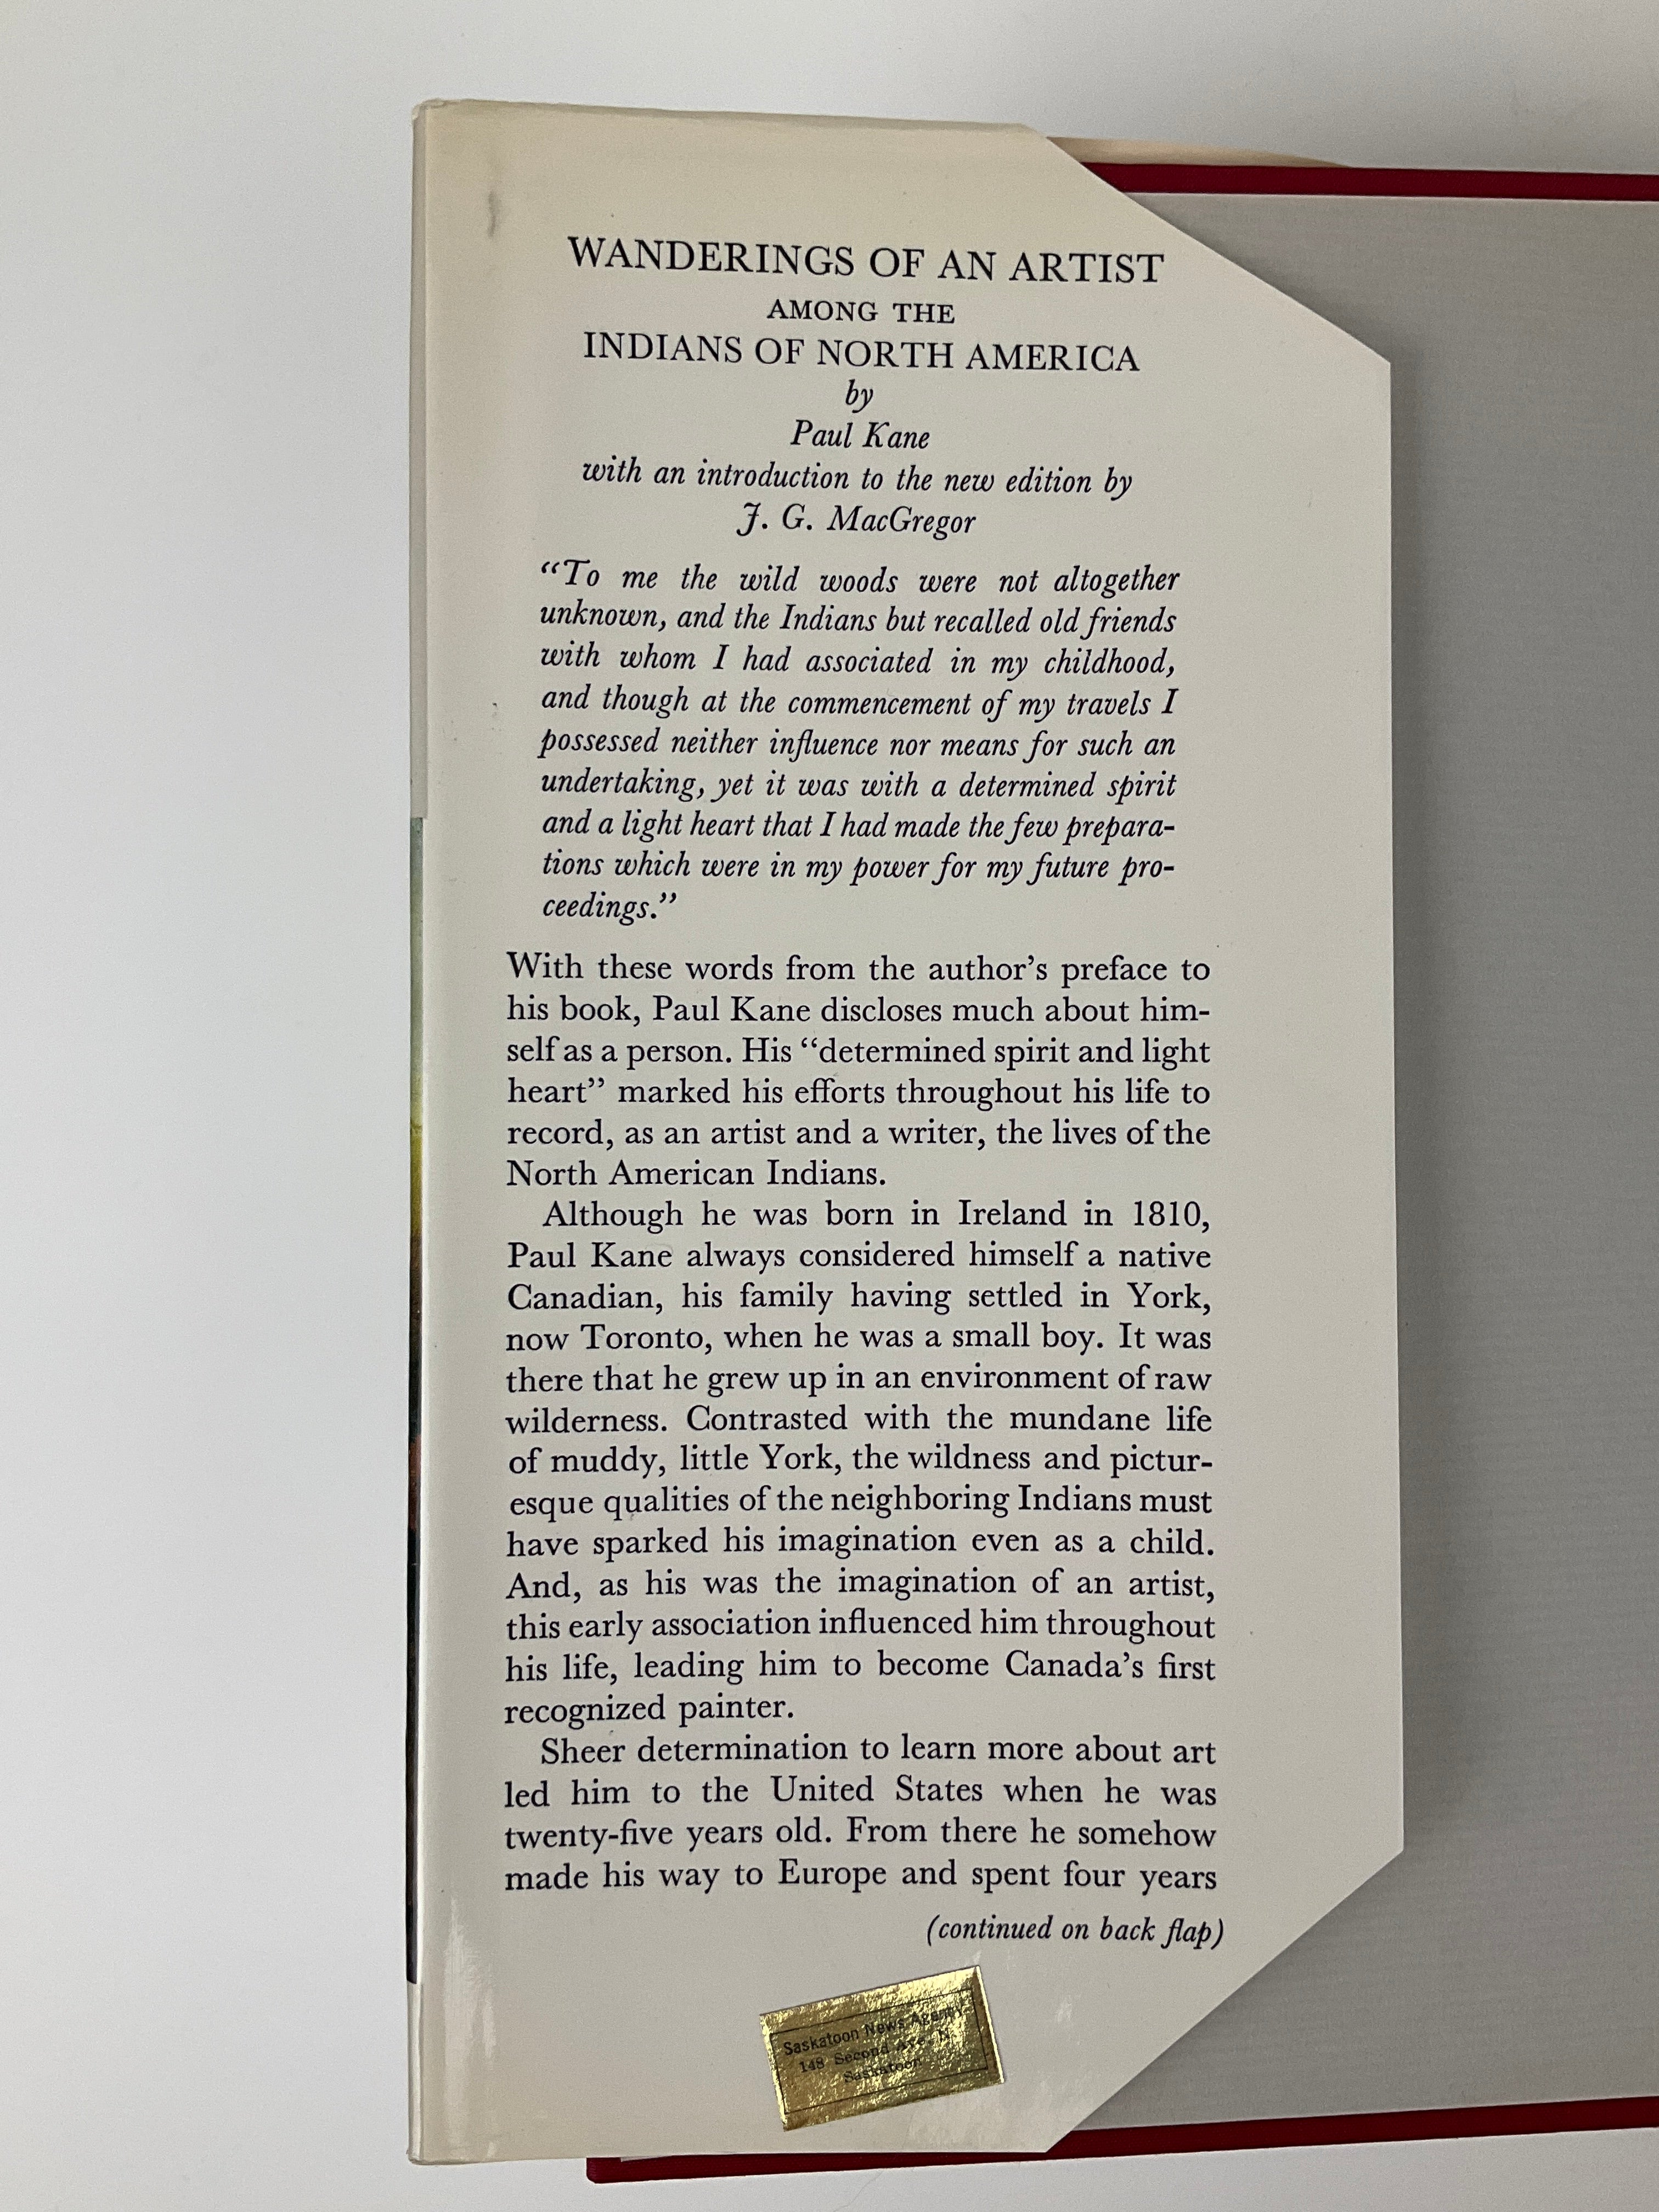 WANDERINGS OF AN ARTIST
AMONG THE
INDIANS OF NORTH AMERICA
by
Paul Kane
with an introduction to the new edition by
J. G. MacGregor
“To me the wild woods were not altogether
unknown, and the Indians but recalled old friends
with whom I had associated in my childhood,
and though at the commencement of my travels I
possessed neither influence nor means for such an
undertaking, yet it was with a determined spirit
and a light heart that I had made the few prepara-
tions which were in my power for my future pro-
ceedings.”
With these words from the author’s preface to
his book, Paul Kane discloses much about him-
self as a person. His “determined spirit and light
heart” marked his efforts throughout his life to
record, as an artist and a writer, the lives of the
North American Indians.
Although he was born in Ireland in 1810,
Paul Kane always considered himself a native
Canadian, his family having settled in York,
now Toronto, when he was a small boy. It was
there that he grew up in an environment of raw
wilderness. Contrasted with the mundane life
of muddy, little York, the wildness and pictur-
esque qualities of the neighboring Indians must
have sparked his imagination even as a child.
And, as his was the imagination of an artist,
this early association influenced him throughout
his life, leading him to become Canada’s first
recognized painter.
Sheer determination to learn more about art
led him to the United States when he was
twenty-five years old. From there he somehow
made his way to Europe and spent four years
(continued on back flap)
Saskatoon News Agency
148 Second Ave. N.
Saskatoon